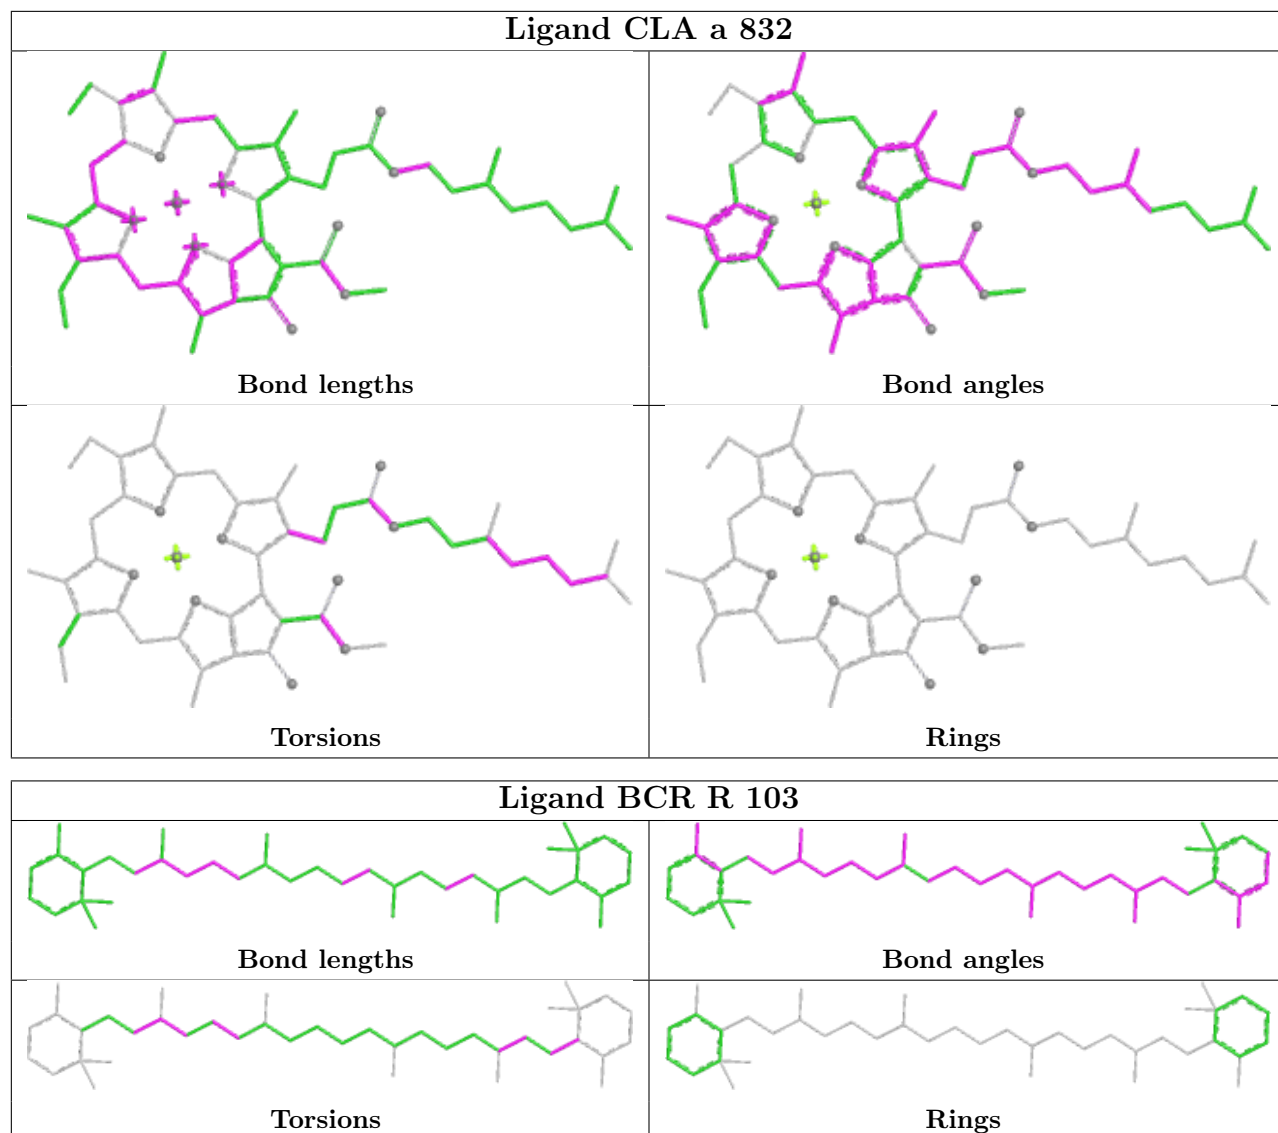 Ligand CLA a 832
Bond lengths
Bond angles
Torsions
Rings
Ligand BCR R 103
Bond lengths
Bond angles
Torsions
Rings